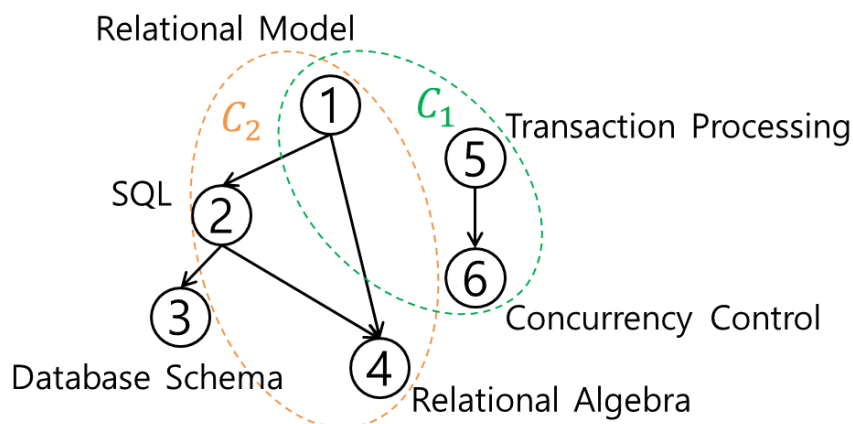 Relational Model
1
C₂
C₁
Transaction Processing
5
SQL
2
6
3
Concurrency Control
4
Database Schema
Relational Algebra